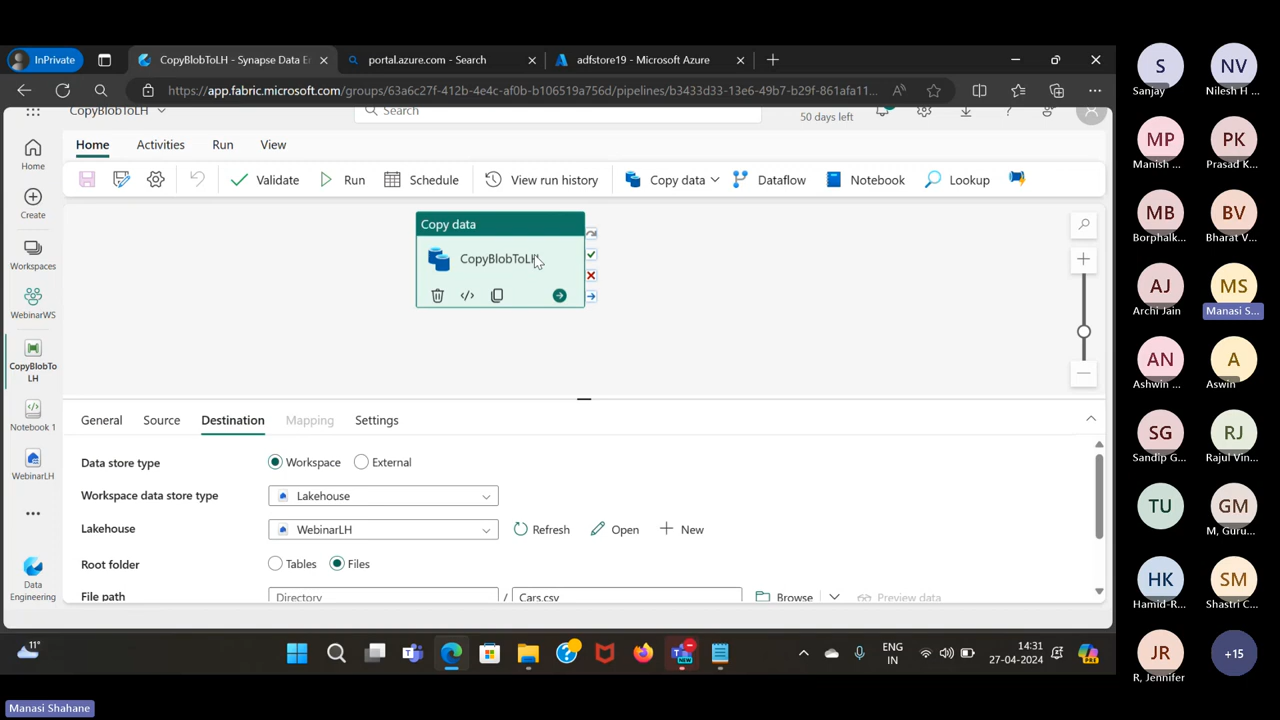 InPrivate
CopyBlobToLH - Synapse Data E
portal.azure.com - Search
adfstore19 - Microsoft Azure
https://app.fabric.microsoft.com/groups/63a6c27f-412b-4e4c-af0b-b106519a756d/pipelines/b3433d33-13e6-49b7-b29f-861afa11...
CopyBlobToLH
Search
50 days left
Home
Activities
Run
View
Validate
Run
Schedule
View run history
Copy data
Dataflow
Notebook
Lookup
Home
Create
Workspaces
WebinarWS
CopyBlobTo
LH
Notebook 1
WebinarLH
Data
Engineering
Copy data
CopyBlobToLH
General
Source
Destination
Mapping
Settings
Data store type
Workspace
External
Workspace data store type
Lakehouse
Lakehouse
WebinarLH
Refresh
Open
New
Root folder
Tables
Files
File path
Directory
/
Cars.csv
Browse
Preview data
11°
NEW
ENG
IN
14:31
27-04-2024
PRE
Manasi Shahane
S
Sanjay
NV
Nilesh H ...
MP
Manish ...
PK
Prasad K...
MB
Borphalk...
BV
Bharat V...
AJ
Archi Jain
MS
Manasi S...
AN
Ashwin ...
A
Aswin
SG
Sandip G...
RJ
Rajul Vin...
TU
GM
M, Guru...
HK
Hamid-R...
SM
Shastri C...
JR
R, Jennifer
+15